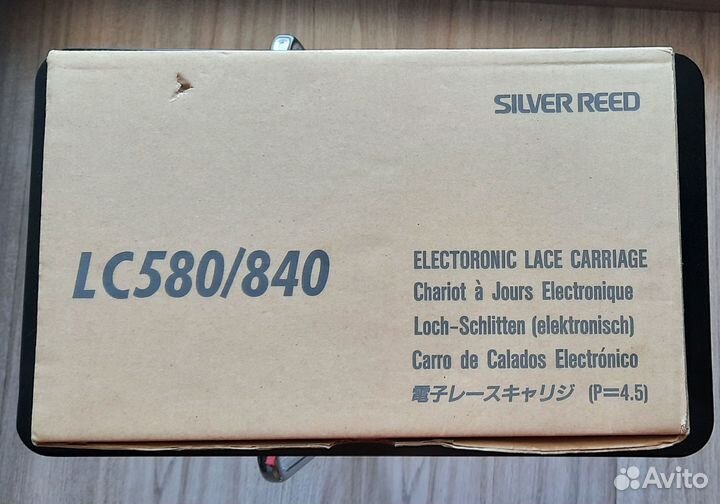 SILVER REED
LC580/840
ELECTORONIC LACE CARRIAGE
Chariot à Jours Electronique
Loch-Schlitten (elektronisch)
Carro de Calados Electrónico
電子レースキャリジ (P=4.5)
Avito